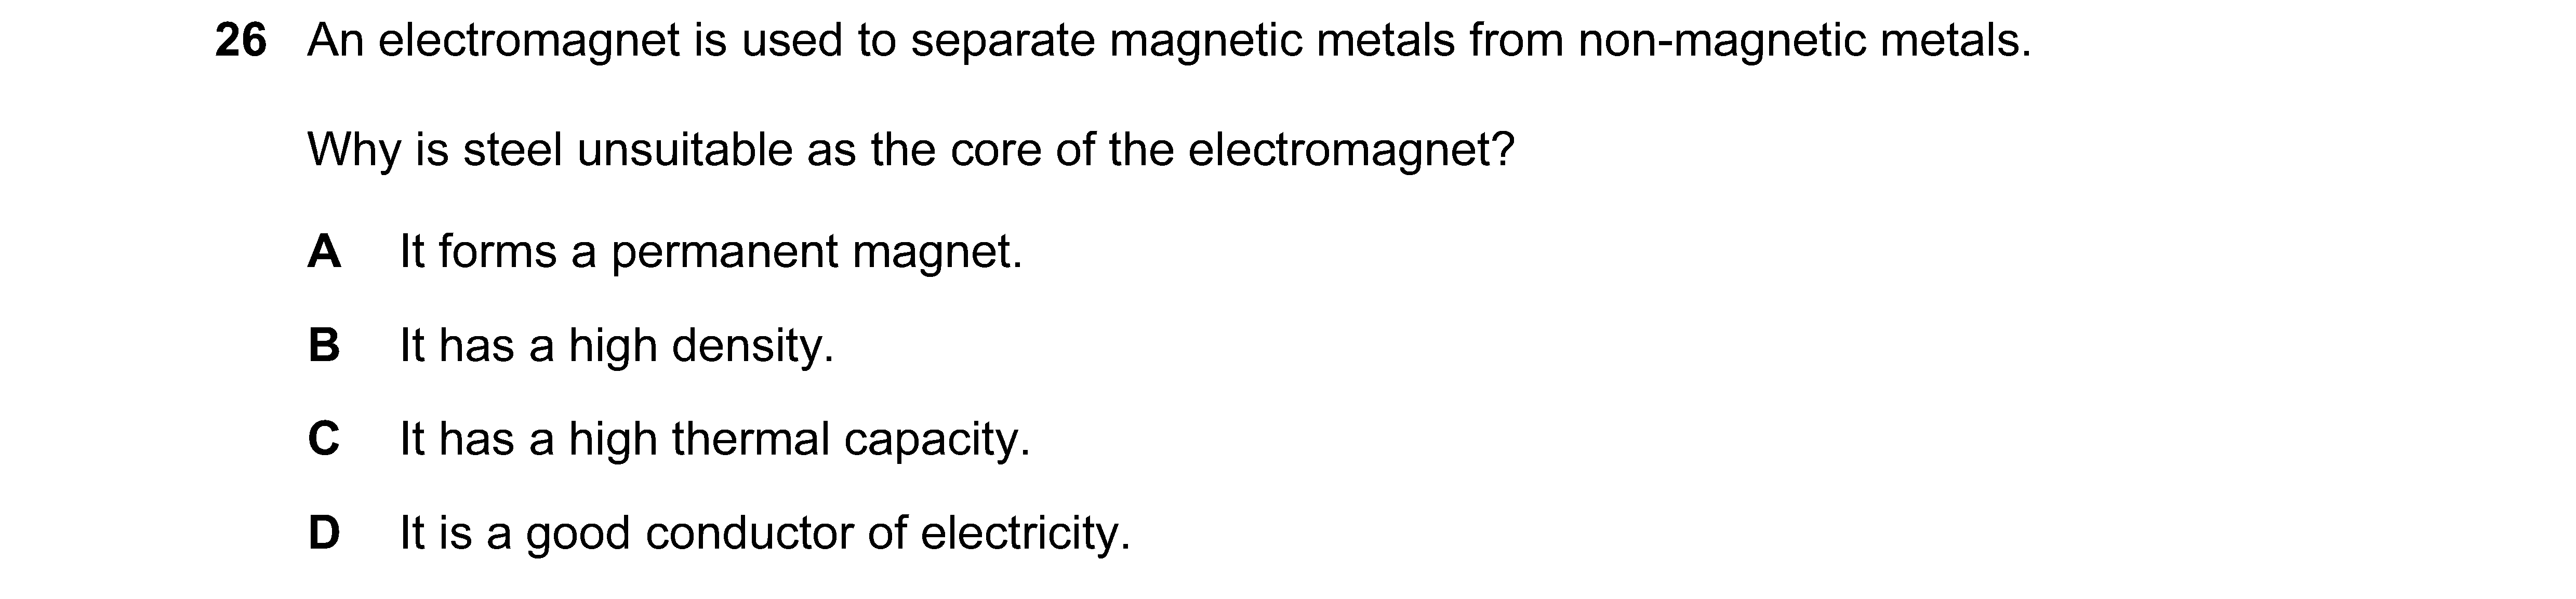 26 An electromagnet is used to separate magnetic metals from non-magnetic metals.
Why is steel unsuitable as the core of the electromagnet?
A It forms a permanent magnet.
B It has a high density.
C It has a high thermal capacity.
D It is a good conductor of electricity.